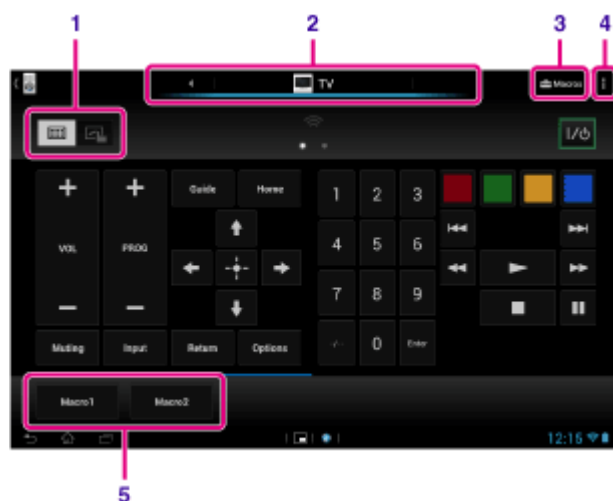 1 2 3 4
TV
Macros
I/⏻
Guide Home
1 2 3
VOL PROG
4 5 6
7 8 9
Muting Input Return Options
-/-- 0 Enter
Macro1 Macro2
12:15
5